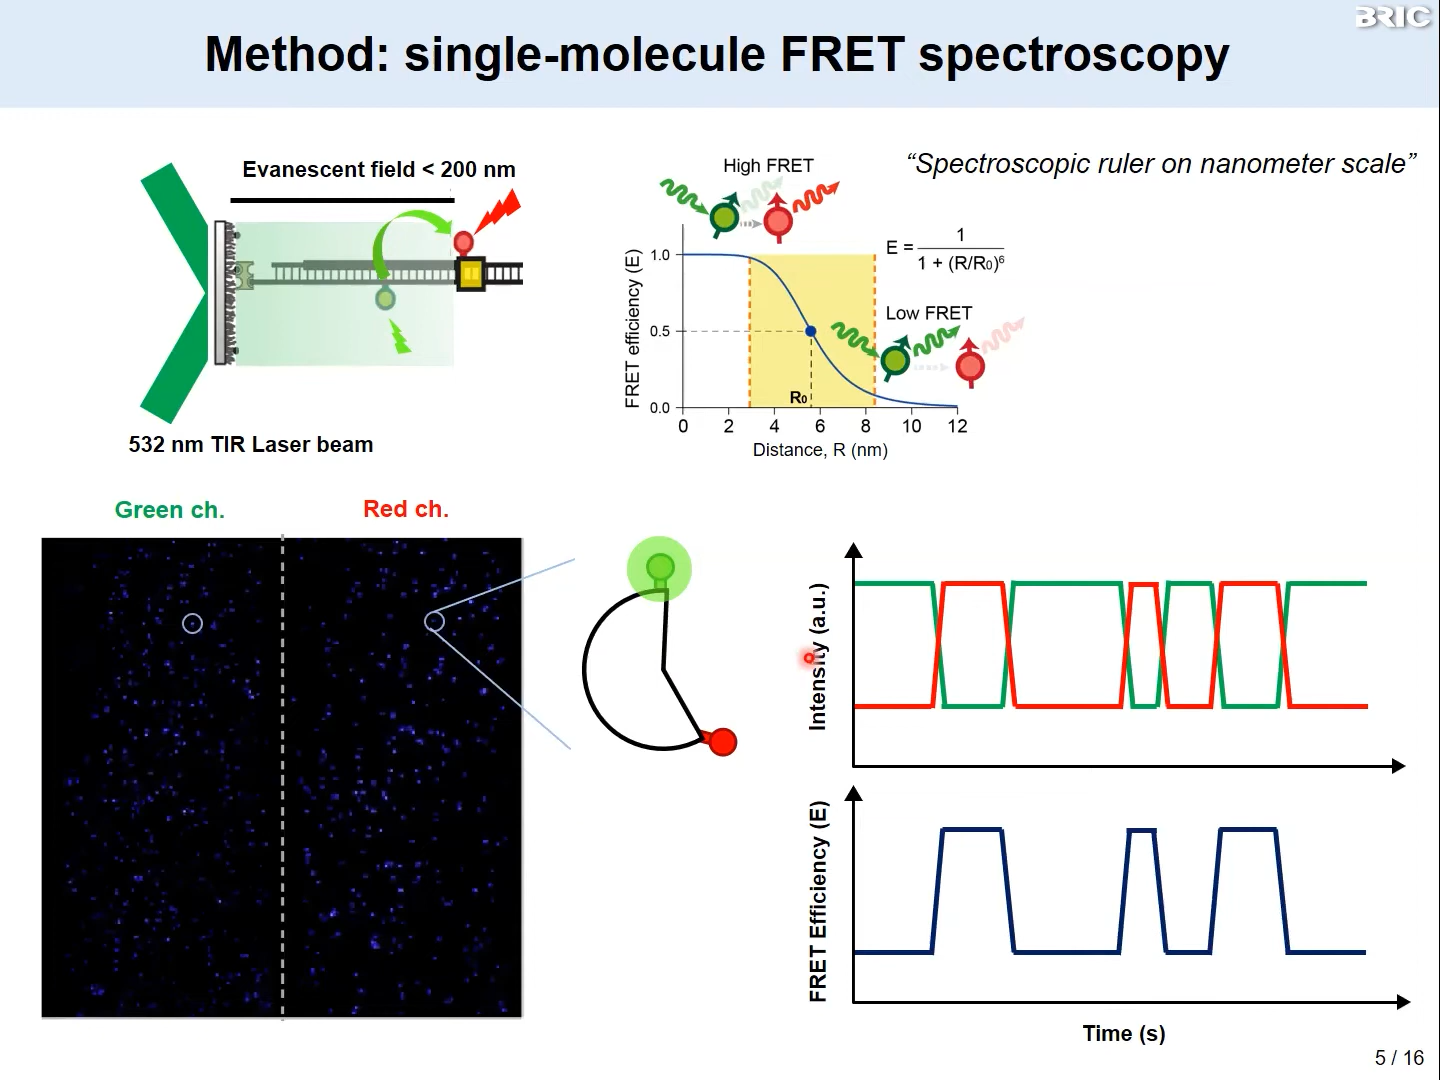 BRIC
Method: single-molecule FRET spectroscopy
Evanescent field < 200 nm
532 nm TIR Laser beam
High FRET
"Spectroscopic ruler on nanometer scale"
E = 1 / 1 + (R/R₀)⁶
Low FRET
FRET efficiency (E)
1.0
0.5
0.0
R₀
0 2 4 6 8 10 12
Distance, R (nm)
Green ch.
Red ch.
Intensity (a.u.)
FRET Efficiency (E)
Time (s)
5 / 16